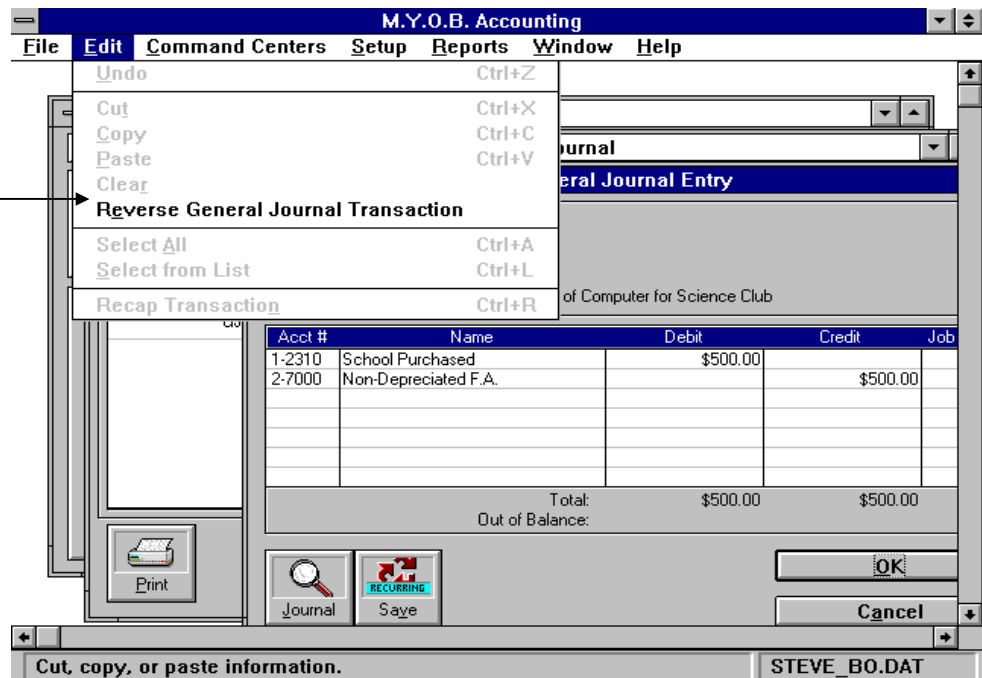 M.Y.O.B. Accounting
File Edit Command Centers Setup Reports Window Help
Undo Ctrl+Z
Cut Ctrl+X
Copy Ctrl+C
Paste Ctrl+V
Clear
Reverse General Journal Transaction
Select All Ctrl+A
Select from List Ctrl+L
Recap Transaction Ctrl+R
ournal
eral Journal Entry
of Computer for Science Club
Acct # Name Debit Credit Job
1-2310 School Purchased $500.00
2-7000 Non-Depreciated F.A. $500.00
Total: $500.00 $500.00
Out of Balance:
Print
Journal
RECURRING
Save
OK
Cancel
Cut, copy, or paste information. STEVE_BO.DAT